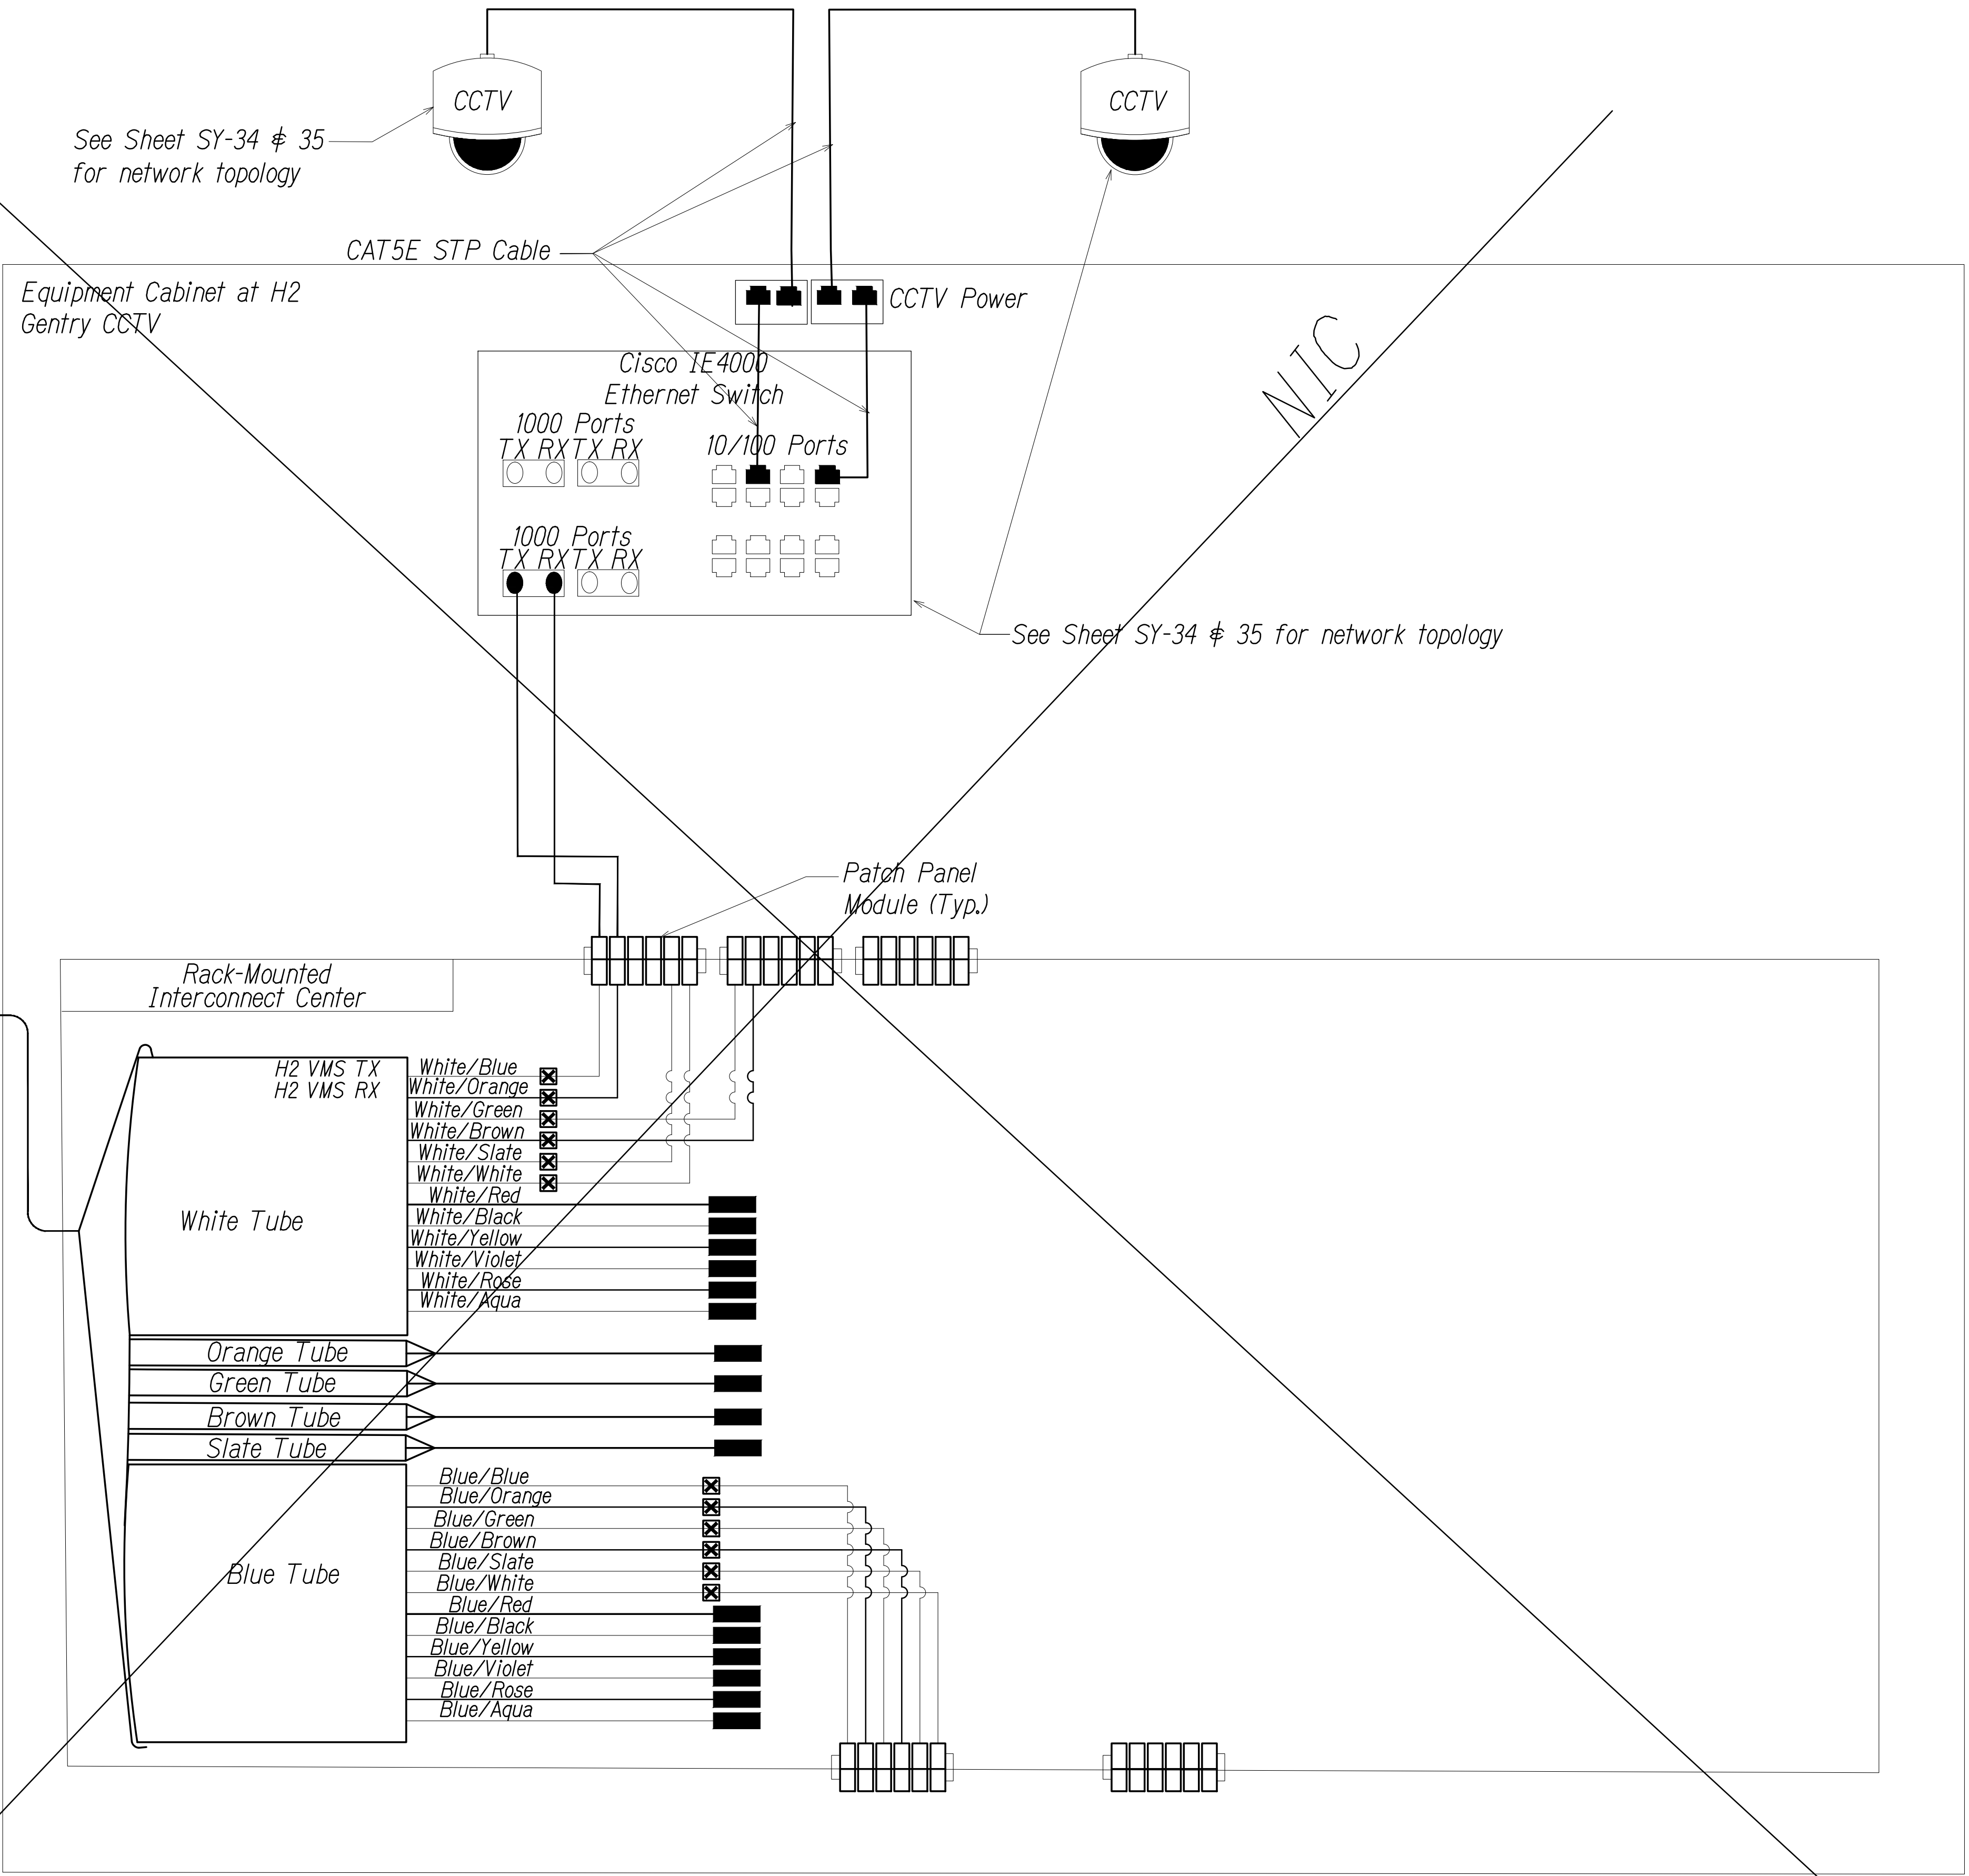 CCTV
CCTV
See Sheet SY-34 & 35
for network topology
CAT5E STP Cable
Equipment Cabinet at H2
Gentry CCTV
CCTV Power
NIC
Cisco IE4000
Ethernet Switch
1000 Ports
TX RX TX RX
10/100 Ports
1000 Ports
TX RX TX RX
See Sheet SY-34 & 35 for network topology
Patch Panel
Module (Typ.)
Rack-Mounted
Interconnect Center
H2 VMS TX
H2 VMS RX
White/Blue
White/Orange
White/Green
White/Brown
White/Slate
White/White
White/Red
White/Black
White/Yellow
White/Violet
White/Rose
White/Aqua
White Tube
Orange Tube
Green Tube
Brown Tube
Slate Tube
Blue/Blue
Blue/Orange
Blue/Green
Blue/Brown
Blue/Slate
Blue/White
Blue/Red
Blue/Black
Blue/Yellow
Blue/Violet
Blue/Rose
Blue/Aqua
Blue Tube